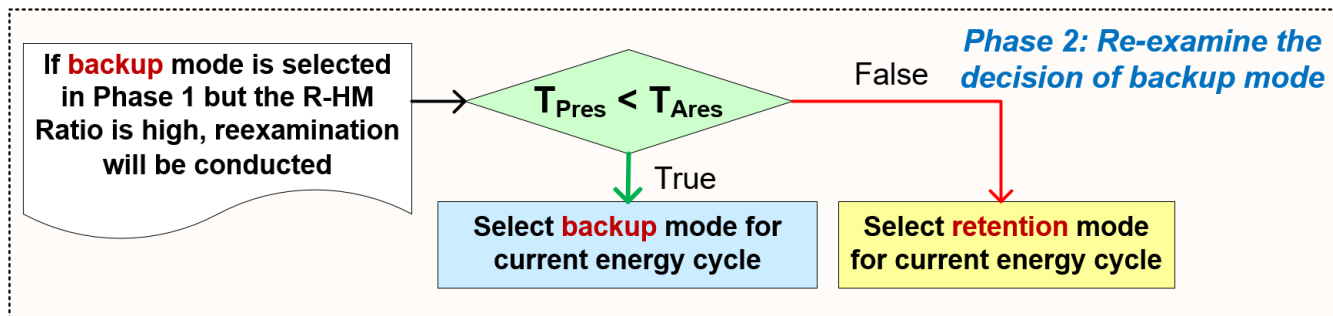 If backup mode is selected
in Phase 1 but the R-HM
Ratio is high, reexamination
will be conducted
T_Pres < T_Ares
True
False
Phase 2: Re-examine the
decision of backup mode
Select backup mode for
current energy cycle
Select retention mode
for current energy cycle